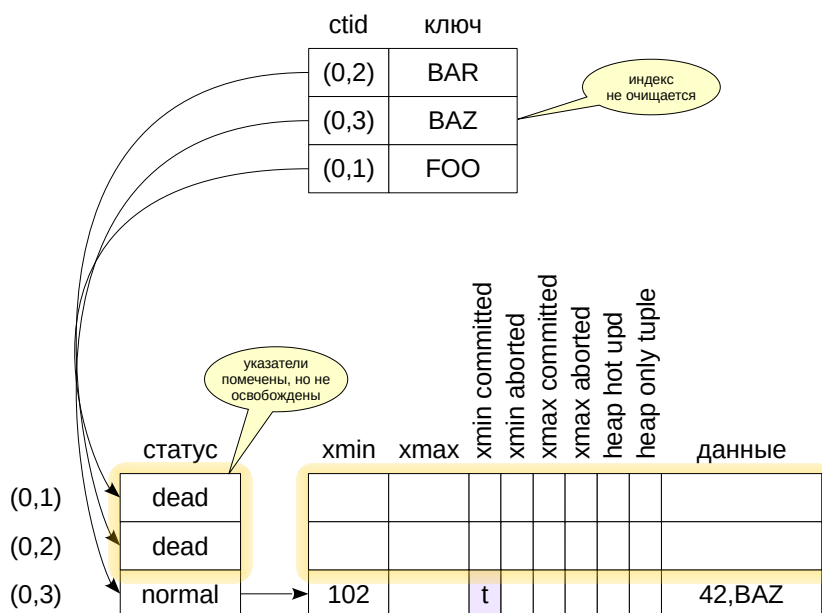 ctid ключ
(0,2) BAR
(0,3) BAZ
(0,1) FOO
индекс
не очищается
указатели
помечены, но не
освобождены
статус xmin xmax xmin committed xmin aborted xmax committed xmax aborted heap hot upd heap only tuple данные
(0,1) dead
(0,2) dead
(0,3) normal 102 t 42,BAZ